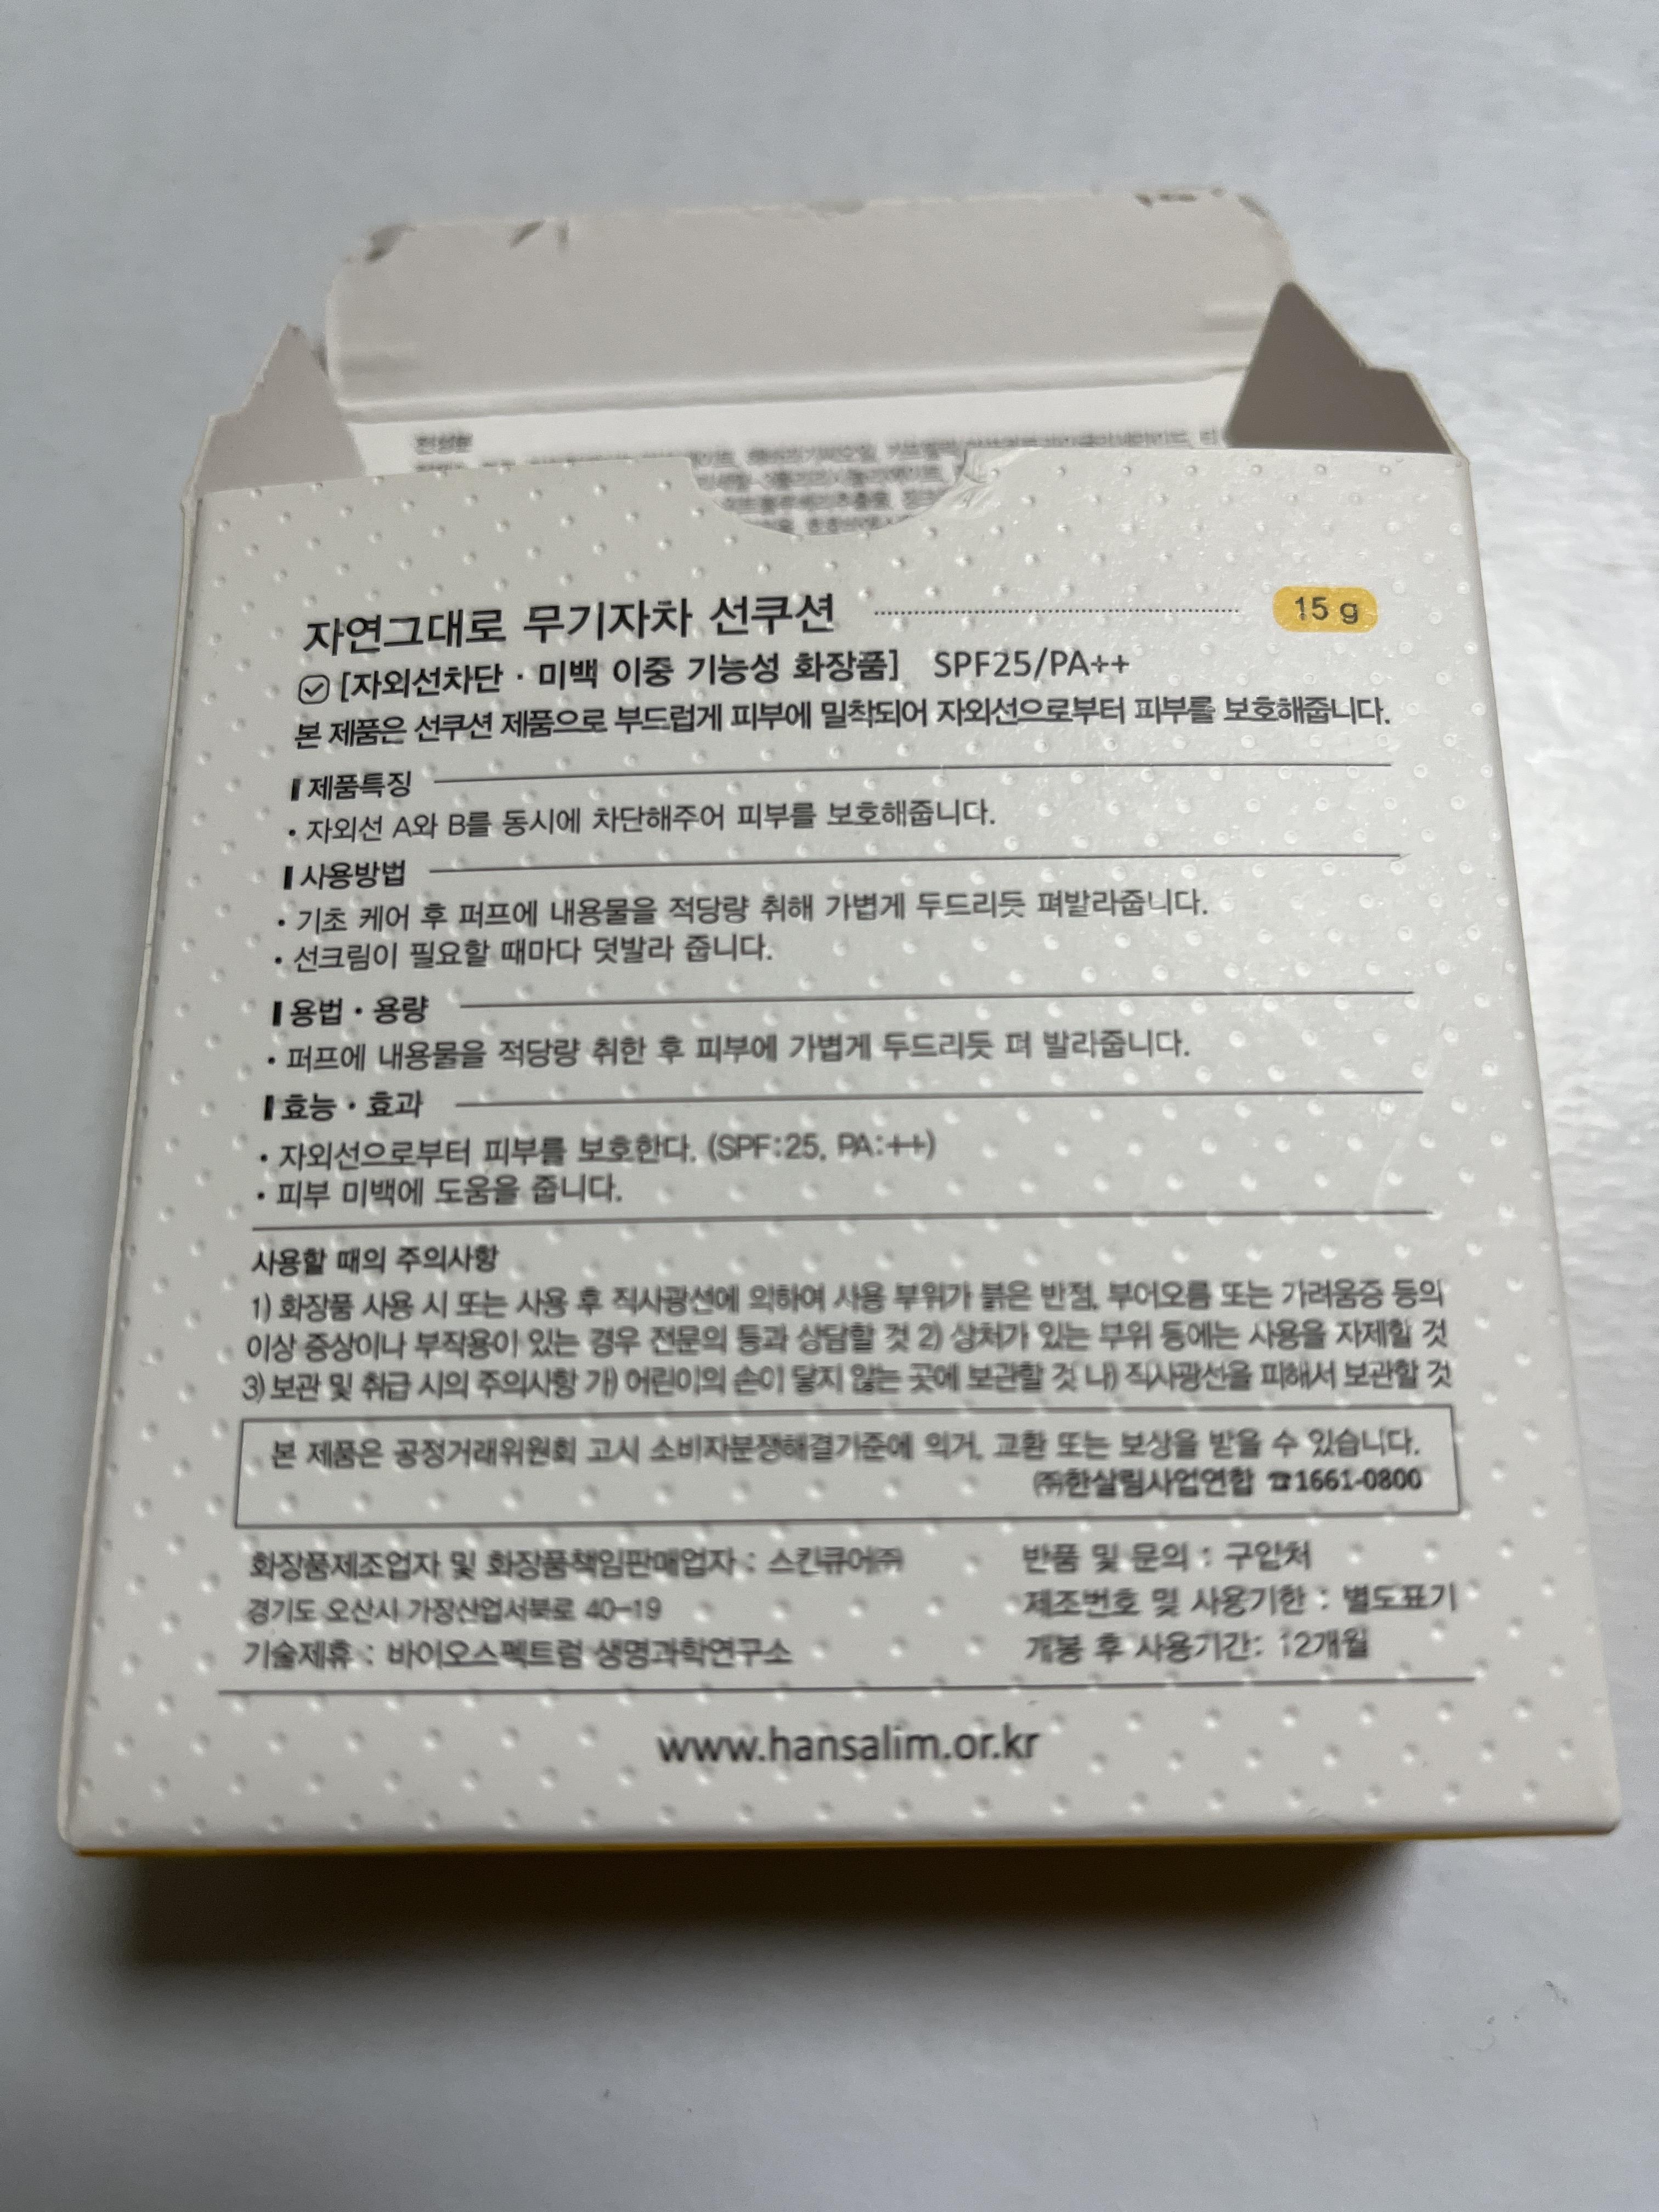 전성분
자연그대로 무기자차 선쿠션 15 g
[자외선차단 · 미백 이중 기능성 화장품] SPF25/PA++
본 제품은 선쿠션 제품으로 부드럽게 피부에 밀착되어 자외선으로부터 피부를 보호해줍니다.
제품특징
• 자외선 A와 B를 동시에 차단해주어 피부를 보호해줍니다.
사용방법
• 기초 케어 후 퍼프에 내용물을 적당량 취해 가볍게 두드리듯 펴발라줍니다.
• 선크림이 필요할 때마다 덧발라 줍니다.
용법 • 용량
• 퍼프에 내용물을 적당량 취한 후 피부에 가볍게 두드리듯 펴 발라줍니다.
효능 • 효과
• 자외선으로부터 피부를 보호한다. (SPF:25, PA:++)
• 피부 미백에 도움을 줍니다.
사용할 때의 주의사항
1) 화장품 사용 시 또는 사용 후 직사광선에 의하여 사용 부위가 붉은 반점, 부어오름 또는 가려움증 등의
이상 증상이나 부작용이 있는 경우 전문의 등과 상담할 것 2) 상처가 있는 부위 등에는 사용을 자제할 것
3) 보관 및 취급 시의 주의사항 가) 어린이의 손이 닿지 않는 곳에 보관할 것 나) 직사광선을 피해서 보관할 것
본 제품은 공정거래위원회 고시 소비자분쟁해결기준에 의거, 교환 또는 보상을 받을 수 있습니다.
㈜한살림사업연합 ☎1661-0800
화장품제조업자 및 화장품책임판매업자 : 스킨큐어㈜
경기도 오산시 가장산업서북로 40-19
기술제휴 : 바이오스펙트럼 생명과학연구소
반품 및 문의 : 구입처
제조번호 및 사용기한 : 별도표기
개봉 후 사용기간: 12개월
www.hansalim.or.kr